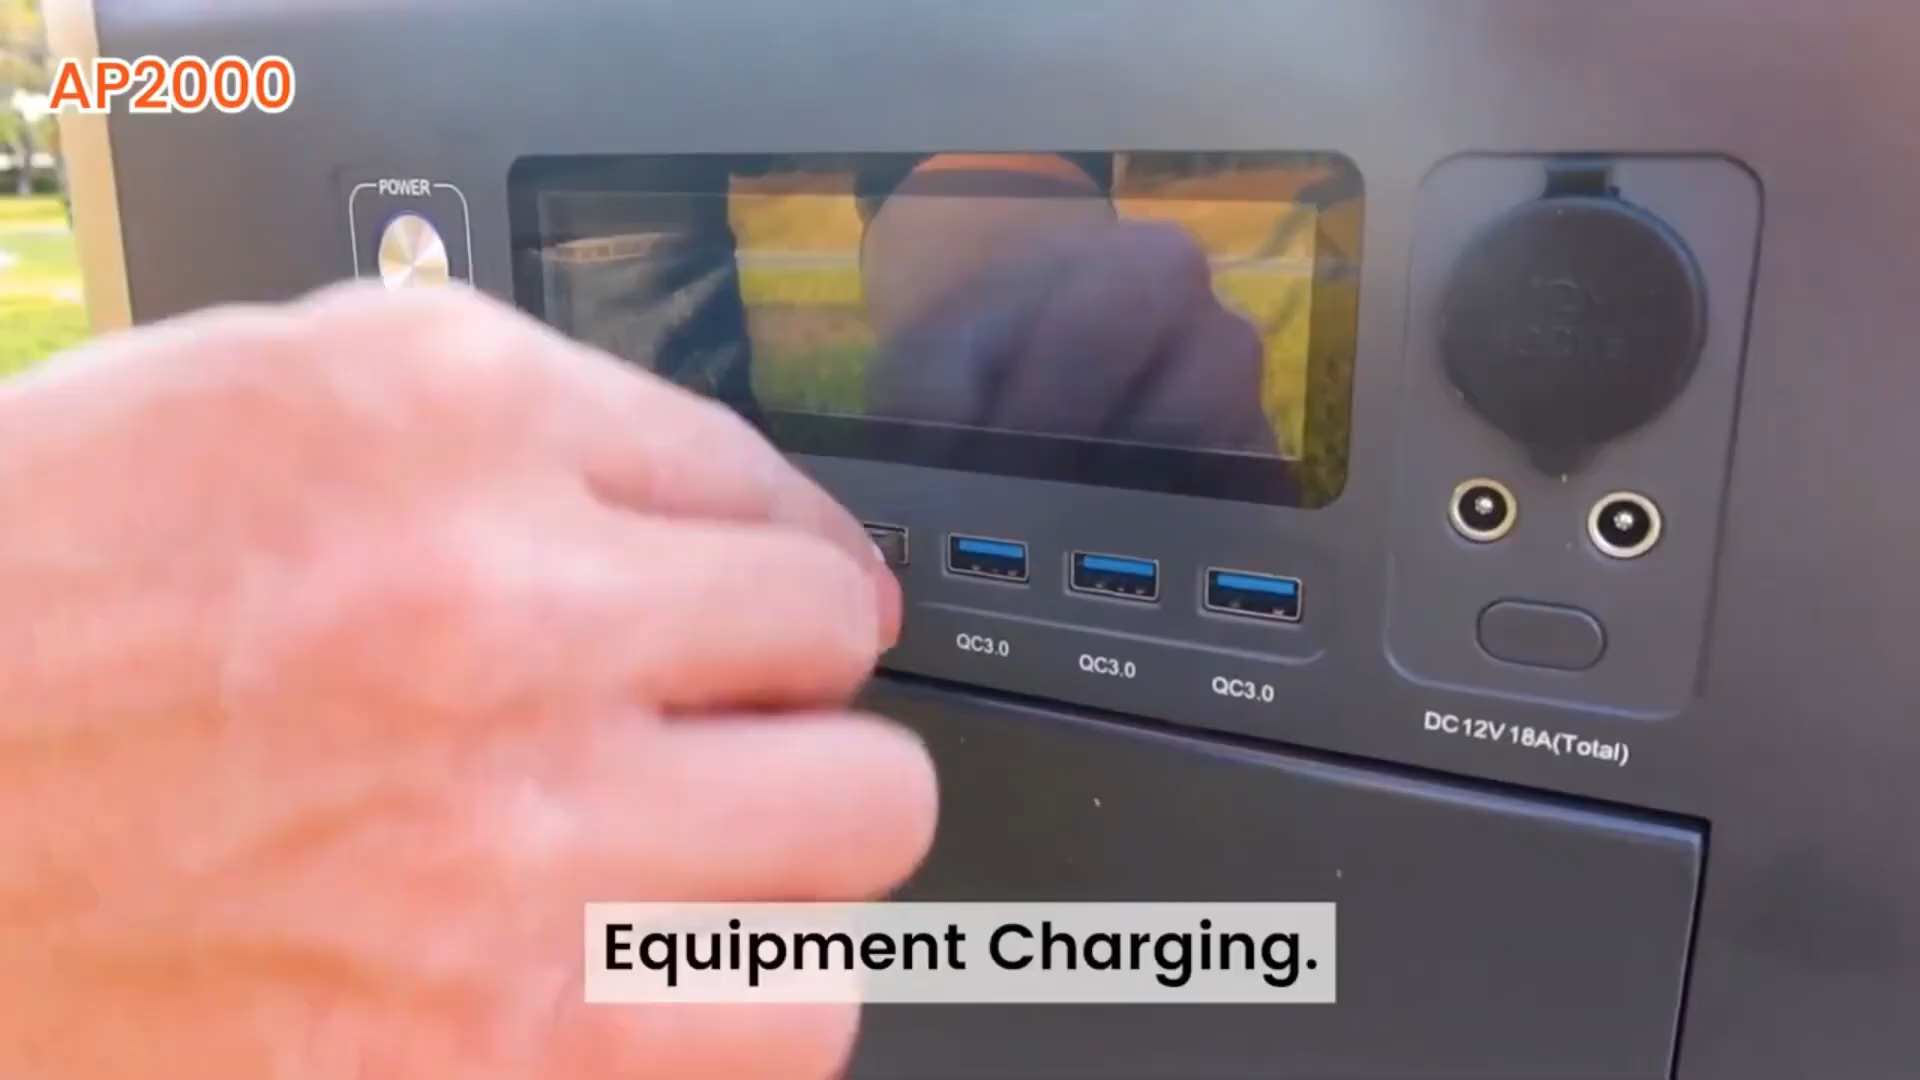 AP2000
POWER
QC3.0
QC3.0
QC3.0
DC12V 18A(Total)
Equipment Charging.